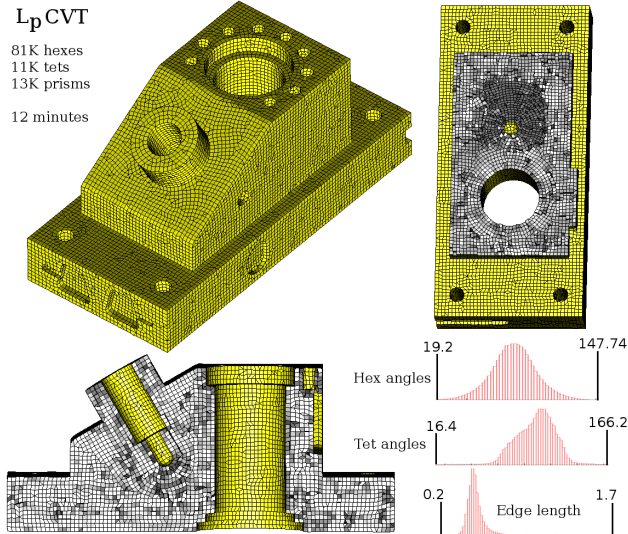 LpCVT
81K hexes
11K tets
13K prisms
12 minutes
19.2
147.74
Hex angles
16.4
166.2
Tet angles
0.2
1.7
Edge length